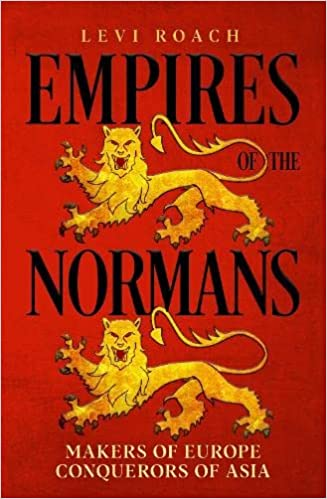 LEVI ROACH
EMPIRES
OF THE
NORMANS
MAKERS OF EUROPE
CONQUERORS OF ASIA